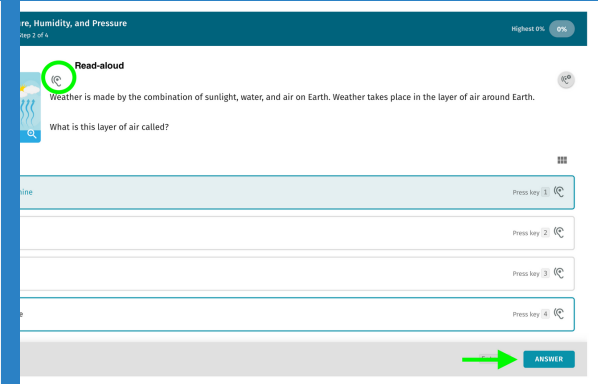 re, Humidity, and Pressure
Step 2 of 4
Highest 0% 0%
Read-aloud
Weather is made by the combination of sunlight, water, and air on Earth. Weather takes place in the layer of air around Earth.
What is this layer of air called?
hine
Press key 1
Press key 2
Press key 3
e
Press key 4
ANSWER